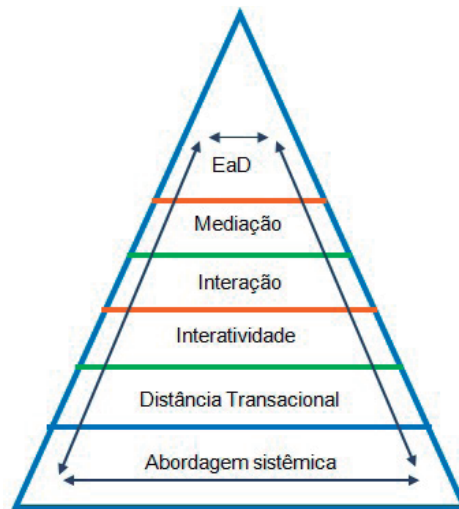 EaD
Mediação
Interação
Interatividade
Distância Transacional
Abordagem sistêmica